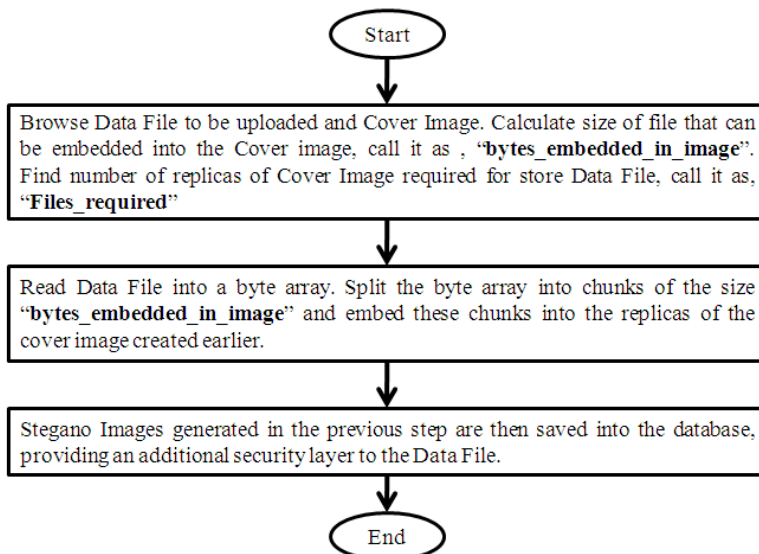 Start
Browse Data File to be uploaded and Cover Image. Calculate size of file that can
be embedded into the Cover image, call it as , “bytes_embedded_in_image”.
Find number of replicas of Cover Image required for store Data File, call it as,
“Files_required”
Read Data File into a byte array. Split the byte array into chunks of the size
“bytes_embedded_in_image” and embed these chunks into the replicas of the
cover image created earlier.
Stegano Images generated in the previous step are then saved into the database,
providing an additional security layer to the Data File.
End